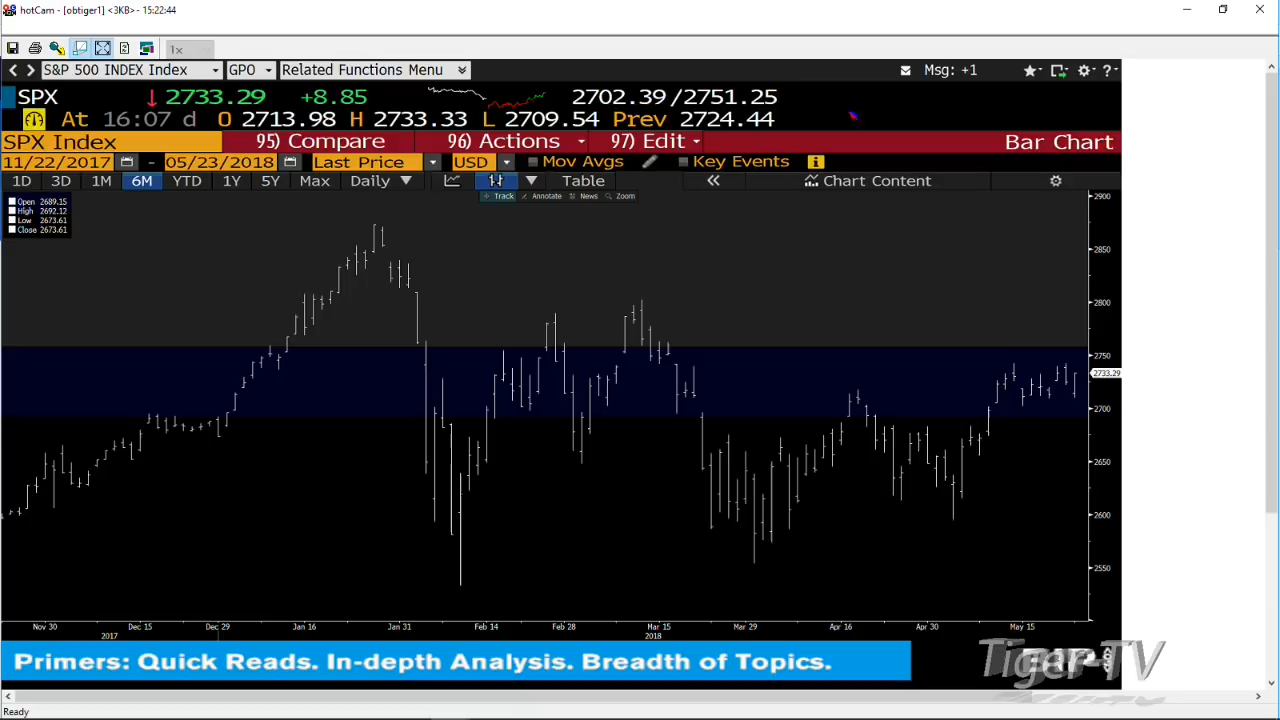 hotCam - [obtiger1] <3KB> - 15:22:44
1x
S&P 500 INDEX Index GPO Related Functions Menu Msg: +1
SPX 2733.29 +8.85 2702.39/2751.25
At 16:07 d O 2713.98 H 2733.33 L 2709.54 Prev 2724.44
SPX Index 95) Compare 96) Actions 97) Edit Bar Chart
11/22/2017 - 05/23/2018 Last Price USD Mov Avgs Key Events
1D 3D 1M 6M YTD 1Y 5Y Max Daily Table Chart Content
Track Annotate News Zoom
Open 2689.15
High 2692.12
Low 2673.61
Close 2673.61
2900
2850
2800
2750
2733.29
2700
2650
2600
2550
Nov 30 Dec 15 Dec 29 Jan 16 Jan 31 Feb 14 Feb 28 Mar 15 Mar 29 Apr 16 Apr 30 May 15
2017 2018
Primers: Quick Reads. In-depth Analysis. Breadth of Topics.
Tiger-TV
Ready